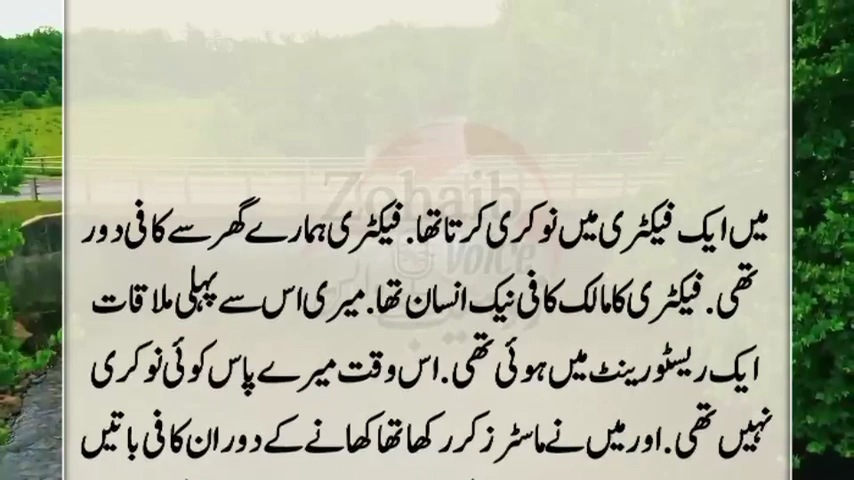 Zohaib
Voice
میں ایک فیکٹری میں نوکری کرتا تھا. فیکٹری ہمارے گھر سے کافی دور
تھی. فیکٹری کا مالک کافی نیک انسان تھا. میری اس سے پہلی ملاقات
ایک ریسٹورینٹ میں ہوئی تھی. اس وقت میرے پاس کوئی نوکری
نہیں تھی. اور میں نے ماسٹرز کر رکھا تھا کھانے کے دوران کافی باتیں